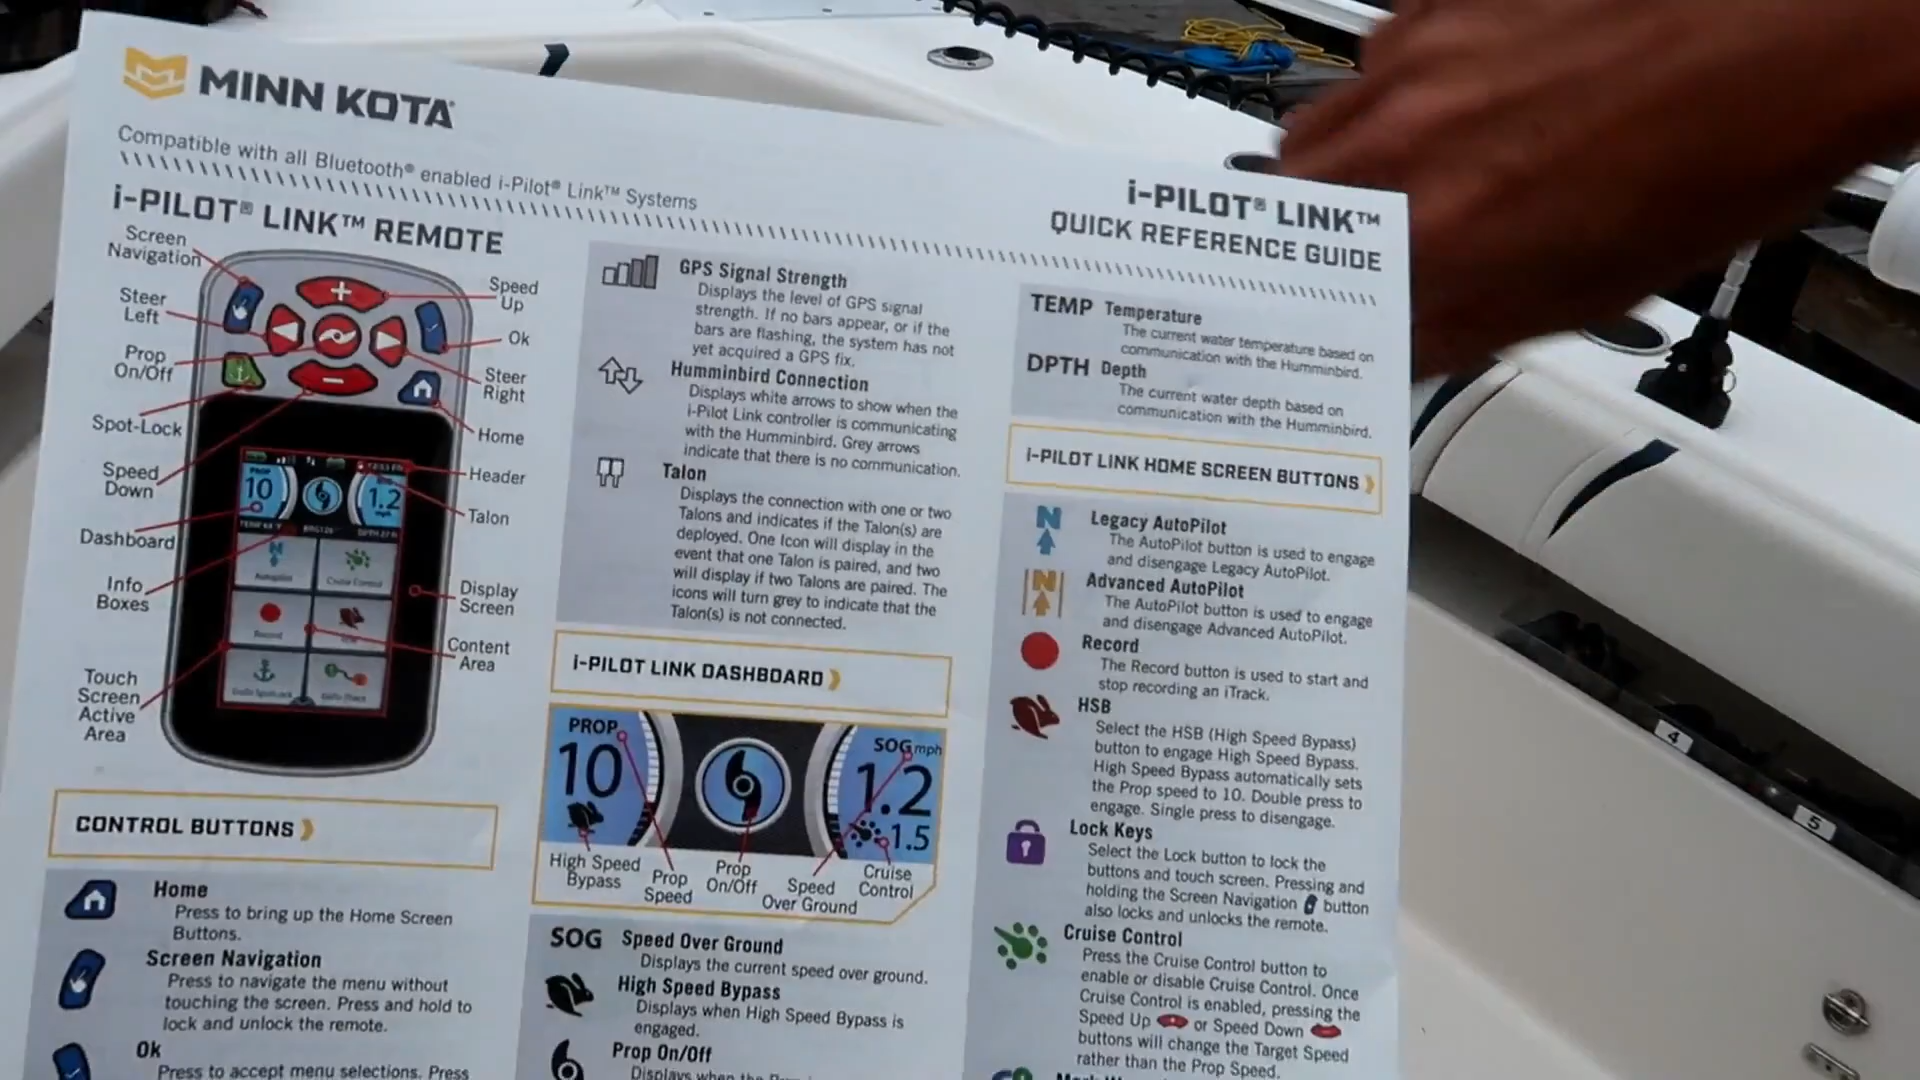 MINN KOTA
Compatible with all Bluetooth® enabled i-Pilot® Link™ Systems
i-PILOT® LINK™
QUICK REFERENCE GUIDE
i-PILOT® LINK™ REMOTE
Screen
Navigation
Steer
Left
Prop
On/Off
Spot-Lock
Speed
Down
Dashboard
Info
Boxes
Touch
Screen
Active
Area
Speed
Up
Ok
Steer
Right
Home
Header
Talon
Display
Screen
Content
Area
PROP
10
1.2
mph
Autopilot
Cruise Control
Record
CONTROL BUTTONS
Home
Press to bring up the Home Screen
Buttons.
Screen Navigation
Press to navigate the menu without
touching the screen. Press and hold to
lock and unlock the remote.
Ok
Press to accept menu selections. Press
GPS Signal Strength
Displays the level of GPS signal
strength. If no bars appear, or if the
bars are flashing, the system has not
yet acquired a GPS fix.
Humminbird Connection
Displays white arrows to show when the
i-Pilot Link controller is communicating
with the Humminbird. Grey arrows
indicate that there is no communication.
Talon
Displays the connection with one or two
Talons and indicates if the Talon(s) are
deployed. One Icon will display in the
event that one Talon is paired, and two
will display if two Talons are paired. The
icons will turn grey to indicate that the
Talon(s) is not connected.
i-PILOT LINK DASHBOARD
PROP
10
SOG mph
1.2
1.5
High Speed
Bypass
Prop
Speed
Prop
On/Off
Speed
Over Ground
Cruise
Control
SOG Speed Over Ground
Displays the current speed over ground.
High Speed Bypass
Displays when High Speed Bypass is
engaged.
Prop On/Off
Displays when the
TEMP Temperature
The current water temperature based on
communication with the Humminbird.
DPTH Depth
The current water depth based on
communication with the Humminbird.
i-PILOT LINK HOME SCREEN BUTTONS
N
Legacy AutoPilot
The AutoPilot button is used to engage
and disengage Legacy AutoPilot.
N
Advanced AutoPilot
The AutoPilot button is used to engage
and disengage Advanced AutoPilot.
Record
The Record button is used to start and
stop recording an iTrack.
HSB
Select the HSB (High Speed Bypass)
button to engage High Speed Bypass.
High Speed Bypass automatically sets
the Prop speed to 10. Double press to
engage. Single press to disengage.
Lock Keys
Select the Lock button to lock the
buttons and touch screen. Pressing and
holding the Screen Navigation button
also locks and unlocks the remote.
Cruise Control
Press the Cruise Control button to
enable or disable Cruise Control. Once
Cruise Control is enabled, pressing the
Speed Up or Speed Down
buttons will change the Target Speed
rather than the Prop Speed.
4
5